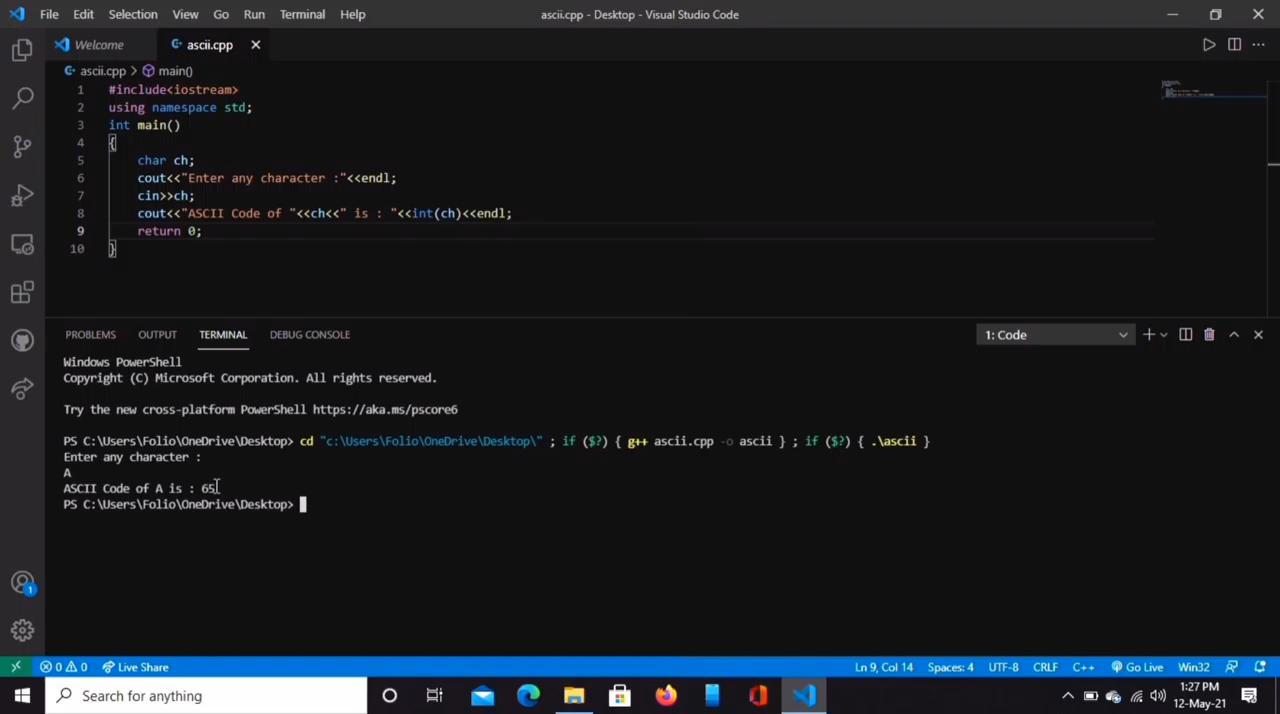 File Edit Selection View Go Run Terminal Help ascii.cpp - Desktop - Visual Studio Code
Welcome ascii.cpp
ascii.cpp > main()
1 #include<iostream>
2 using namespace std;
3 int main()
4 {
5 char ch;
6 cout<<"Enter any character :"<<endl;
7 cin>>ch;
8 cout<<"ASCII Code of "<<ch<<" is : "<<int(ch)<<endl;
9 return 0;
10 }
PROBLEMS OUTPUT TERMINAL DEBUG CONSOLE 1: Code
Windows PowerShell
Copyright (C) Microsoft Corporation. All rights reserved.
Try the new cross-platform PowerShell https://aka.ms/pscore6
PS C:\Users\Folio\OneDrive\Desktop> cd "c:\Users\Folio\OneDrive\Desktop\" ; if ($?) { g++ ascii.cpp -o ascii } ; if ($?) { .\ascii }
Enter any character :
A
ASCII Code of A is : 65
PS C:\Users\Folio\OneDrive\Desktop>
1
0 0 Live Share Ln 9, Col 14 Spaces: 4 UTF-8 CRLF C++ Go Live Win32
Search for anything 1:27 PM
12-May-21